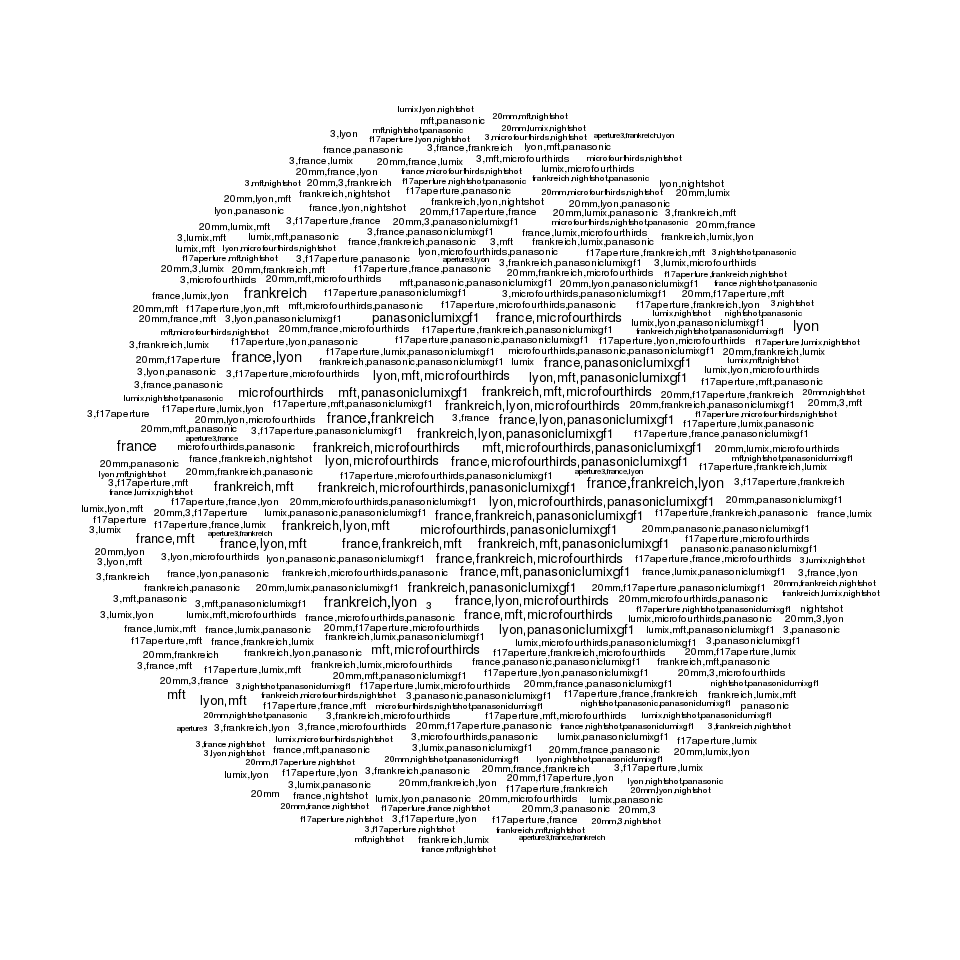 lumix,lyon,nightshot
mft,panasonic 20mm,mft,nightshot
3,lyon mft,nightshot,panasonic 20mm,lumix,nightshot
f17aperture,lyon,nightshot 3,microfourthirds,nightshot aperture3,frankreich,lyon
france,panasonic 3,france,frankreich lyon,mft,panasonic
3,france,lumix 20mm,france,lumix 3,mft,microfourthirds microfourthirds,nightshot
20mm,france,lyon france,microfourthirds,nightshot lumix,microfourthirds
3,mft,nightshot 20mm,3,frankreich f17aperture,nightshot,panasonic frankreich,nightshot,panasonic lyon,nightshot
20mm,lyon,mft frankreich,nightshot f17aperture,panasonic 20mm,microfourthirds,nightshot 20mm,lumix
lyon,panasonic france,lyon,nightshot frankreich,lyon,nightshot 20mm,lyon,panasonic
20mm,f17aperture,france 20mm,lumix,panasonic 3,frankreich,mft
20mm,lumix,mft 3,f17aperture,france 20mm,3,panasoniclumixgf1 microfourthirds,nightshot,panasonic 20mm,france
3,lumix,mft lumix,mft,panasonic 3,france,panasoniclumixgf1 france,lumix,microfourthirds frankreich,lumix,lyon
france,frankreich,panasonic 3,mft frankreich,lumix,panasonic
lumix,mft lyon,microfourthirds,nightshot lyon,microfourthirds,panasonic f17aperture,frankreich,mft 3,nightshot,panasonic
f17aperture,mft,nightshot 3,f17aperture,panasonic aperture3,lyon 3,frankreich,panasoniclumixgf1 3,lumix,microfourthirds
20mm,3,lumix 20mm,frankreich,mft f17aperture,france,panasonic 20mm,frankreich,microfourthirds f17aperture,frankreich,nightshot
3,microfourthirds 20mm,mft,microfourthirds mft,panasonic,panasoniclumixgf1 20mm,lyon,panasoniclumixgf1 france,nightshot,panasonic
france,lumix,lyon frankreich f17aperture,panasoniclumixgf1 3,microfourthirds,panasoniclumixgf1 20mm,f17aperture,mft
20mm,mft f17aperture,lyon,mft mft,microfourthirds,panasonic f17aperture,microfourthirds,panasonic f17aperture,frankreich,lyon 3,nightshot
20mm,france,mft 3,lyon,panasoniclumixgf1 panasoniclumixgf1 france,microfourthirds lumix,nightshot nightshot,panasonic
mft,microfourthirds,nightshot 20mm,france,microfourthirds f17aperture,frankreich,panasoniclumixgf1 lumix,lyon,panasoniclumixgf1 frankreich,nightshot,panasoniclumixgf1 lyon
3,frankreich,lumix f17aperture,lyon,panasonic f17aperture,panasonic,panasoniclumixgf1 f17aperture,lyon,microfourthirds f17aperture,lumix,nightshot
20mm,f17aperture france,lyon f17aperture,lumix,panasoniclumixgf1 microfourthirds,panasonic,panasoniclumixgf1 20mm,frankreich,lumix
frankreich,panasonic,panasoniclumixgf1 lumix france,panasoniclumixgf1 lumix,mft,nightshot
3,lyon,panasonic 3,f17aperture,microfourthirds lyon,mft,microfourthirds lyon,mft,panasoniclumixgf1 lumix,lyon,microfourthirds
3,france,panasonic f17aperture,mft,panasonic
lumix,nightshot,panasonic microfourthirds mft,panasoniclumixgf1 frankreich,mft,microfourthirds f17aperture,mft,frankreich 20mm,nightshot
3,f17aperture f17aperture,lumix,lyon f17aperture,mft,panasoniclumixgf1 frankreich,lyon,microfourthirds 20mm,frankreich,panasoniclumixgf1 20mm,3,mft
20mm,lyon,microfourthirds france,frankreich 3,france france,lyon,panasoniclumixgf1 f17aperture,microfourthirds,nightshot
20mm,mft,panasonic 3,f17aperture,panasoniclumixgf1 frankreich,lyon,panasoniclumixgf1 f17aperture,france,panasoniclumixgf1 france,lumix,panasoniclumixgf1
france aperture3,france microfourthirds,panasonic frankreich,microfourthirds mft,microfourthirds,panasoniclumixgf1 20mm,lumix,microfourthirds
20mm,panasonic france,frankreich,nightshot lyon,microfourthirds france,microfourthirds,panasoniclumixgf1 mft,nightshot,panasoniclumixgf1
lyon,mft,nightshot 20mm,frankreich,panasonic f17aperture,microfourthirds aperture3,france,lyon f17aperture,frankreich,lumix
3,f17aperture,mft frankreich,mft frankreich,microfourthirds,panasoniclumixgf1 france,frankreich,lyon 3,f17aperture,frankreich
france,lumix,nightshot
f17aperture,france,lyon 20mm,microfourthirds,panasoniclumixgf1 lyon,microfourthirds,panasoniclumixgf1 20mm,panasoniclumixgf1
lumix,lyon,mft 20mm,3,f17aperture lumix,panasonic,panasoniclumixgf1 france,frankreich,panasoniclumixgf1 f17aperture,frankreich,panasonic france,lumix
f17aperture f17aperture,france,lumix frankreich,lyon,mft
3,lumix aperture3,frankreich microfourthirds,panasoniclumixgf1 20mm,panasonic,panasoniclumixgf1
france,mft france,lyon,mft france,frankreich,mft frankreich,mft,panasoniclumixgf1 20mm,microfourthirds,panasonic
20mm,lyon 3,lyon,microfourthirds panasonic,panasoniclumixgf1
3,lyon,mft lyon,panasonic,panasoniclumixgf1 france,frankreich,microfourthirds f17aperture,microfourthirds 3,lumix,nightshot
3,frankreich france,lyon,panasonic frankreich,microfourthirds,panasonic france,mft,panasoniclumixgf1 france,lumix,panasoniclumixgf1 3,france,lyon
frankreich,panasonic 20mm,lumix,panasoniclumixgf1 frankreich,panasoniclumixgf1 20mm,f17aperture,panasoniclumixgf1 20mm,frankreich,nightshot
3,mft,panasonic 3,mft,panasoniclumixgf1 frankreich,lyon 3 france,lyon,microfourthirds frankreich,lumix,nightshot
3,lumix,lyon lumix,mft,microfourthirds france,microfourthirds,panasonic france,mft,microfourthirds f17aperture,nightshot,panasoniclumixgf1 nightshot
lumix,microfourthirds,panasonic 20mm,3,lyon
france,lumix,mft france,lumix,panasonic 20mm,f17aperture,microfourthirds lyon,panasoniclumixgf1 lumix,mft,panasoniclumixgf1 3,panasonic
f17aperture,mft france,frankreich,lumix frankreich,lumix,panasoniclumixgf1 lumix,microfourthirds,panasoniclumixgf1 3,panasoniclumixgf1
20mm,frankreich mft,microfourthirds f17aperture,france,microfourthirds 20mm,f17aperture,lumix
3,france,mft f17aperture,lumix,mft frankreich,lumix,microfourthirds france,panasonic,panasoniclumixgf1 frankreich,mft,panasonic
20mm,3,france 20mm,mft,panasoniclumixgf1 f17aperture,lyon,panasoniclumixgf1 20mm,3,microfourthirds
3,nightshot,panasoniclumixgf1 f17aperture,lumix,microfourthirds 20mm,france,panasoniclumixgf1 nightshot,panasoniclumixgf1
mft lyon,mft frankreich,microfourthirds,nightshot 3,panasonic,panasoniclumixgf1 f17aperture,france,frankreich frankreich,lumix,mft
f17aperture,france,mft microfourthirds,nightshot,panasoniclumixgf1 nightshot,panasonic,panasoniclumixgf1 panasonic
20mm,nightshot,panasonic 3,frankreich,microfourthirds f17aperture,mft,microfourthirds lumix,nightshot,panasoniclumixgf1
aperture3 3,frankreich,lyon 3,france,microfourthirds 20mm,f17aperture,panasonic france,nightshot,panasoniclumixgf1 3,frankreich,nightshot
3,france,nightshot lumix,microfourthirds,nightshot 3,microfourthirds,panasonic lumix,panasoniclumixgf1 f17aperture,lumix
3,lyon,nightshot france,mft,panasonic 3,lumix,panasoniclumixgf1 20mm,france,frankreich 20mm,lumix,lyon
20mm,f17aperture,nightshot 20mm,nightshot,panasoniclumixgf1 lyon,nightshot,panasoniclumixgf1
lumix,lyon f17aperture,lyon 3,frankreich,panasonic 20mm,france,frankreich 3,f17aperture,lumix
3,lumix,panasonic 20mm,frankreich,lyon 20mm,f17aperture,lyon lyon,nightshot,panasonic
20mm france,nightshot lumix,lyon,panasonic f17aperture,frankreich 20mm,lyon,nightshot
20mm,france,nightshot f17aperture,france,nightshot 20mm,microfourthirds lumix,panasonic
20mm,3,panasonic 20mm,3
f17aperture,nightshot 3,f17aperture,lyon f17aperture,france 20mm,3,nightshot
3,f17aperture,nightshot frankreich,mft,nightshot
mft,nightshot frankreich,lumix aperture3,france,frankreich
france,mft,nightshot